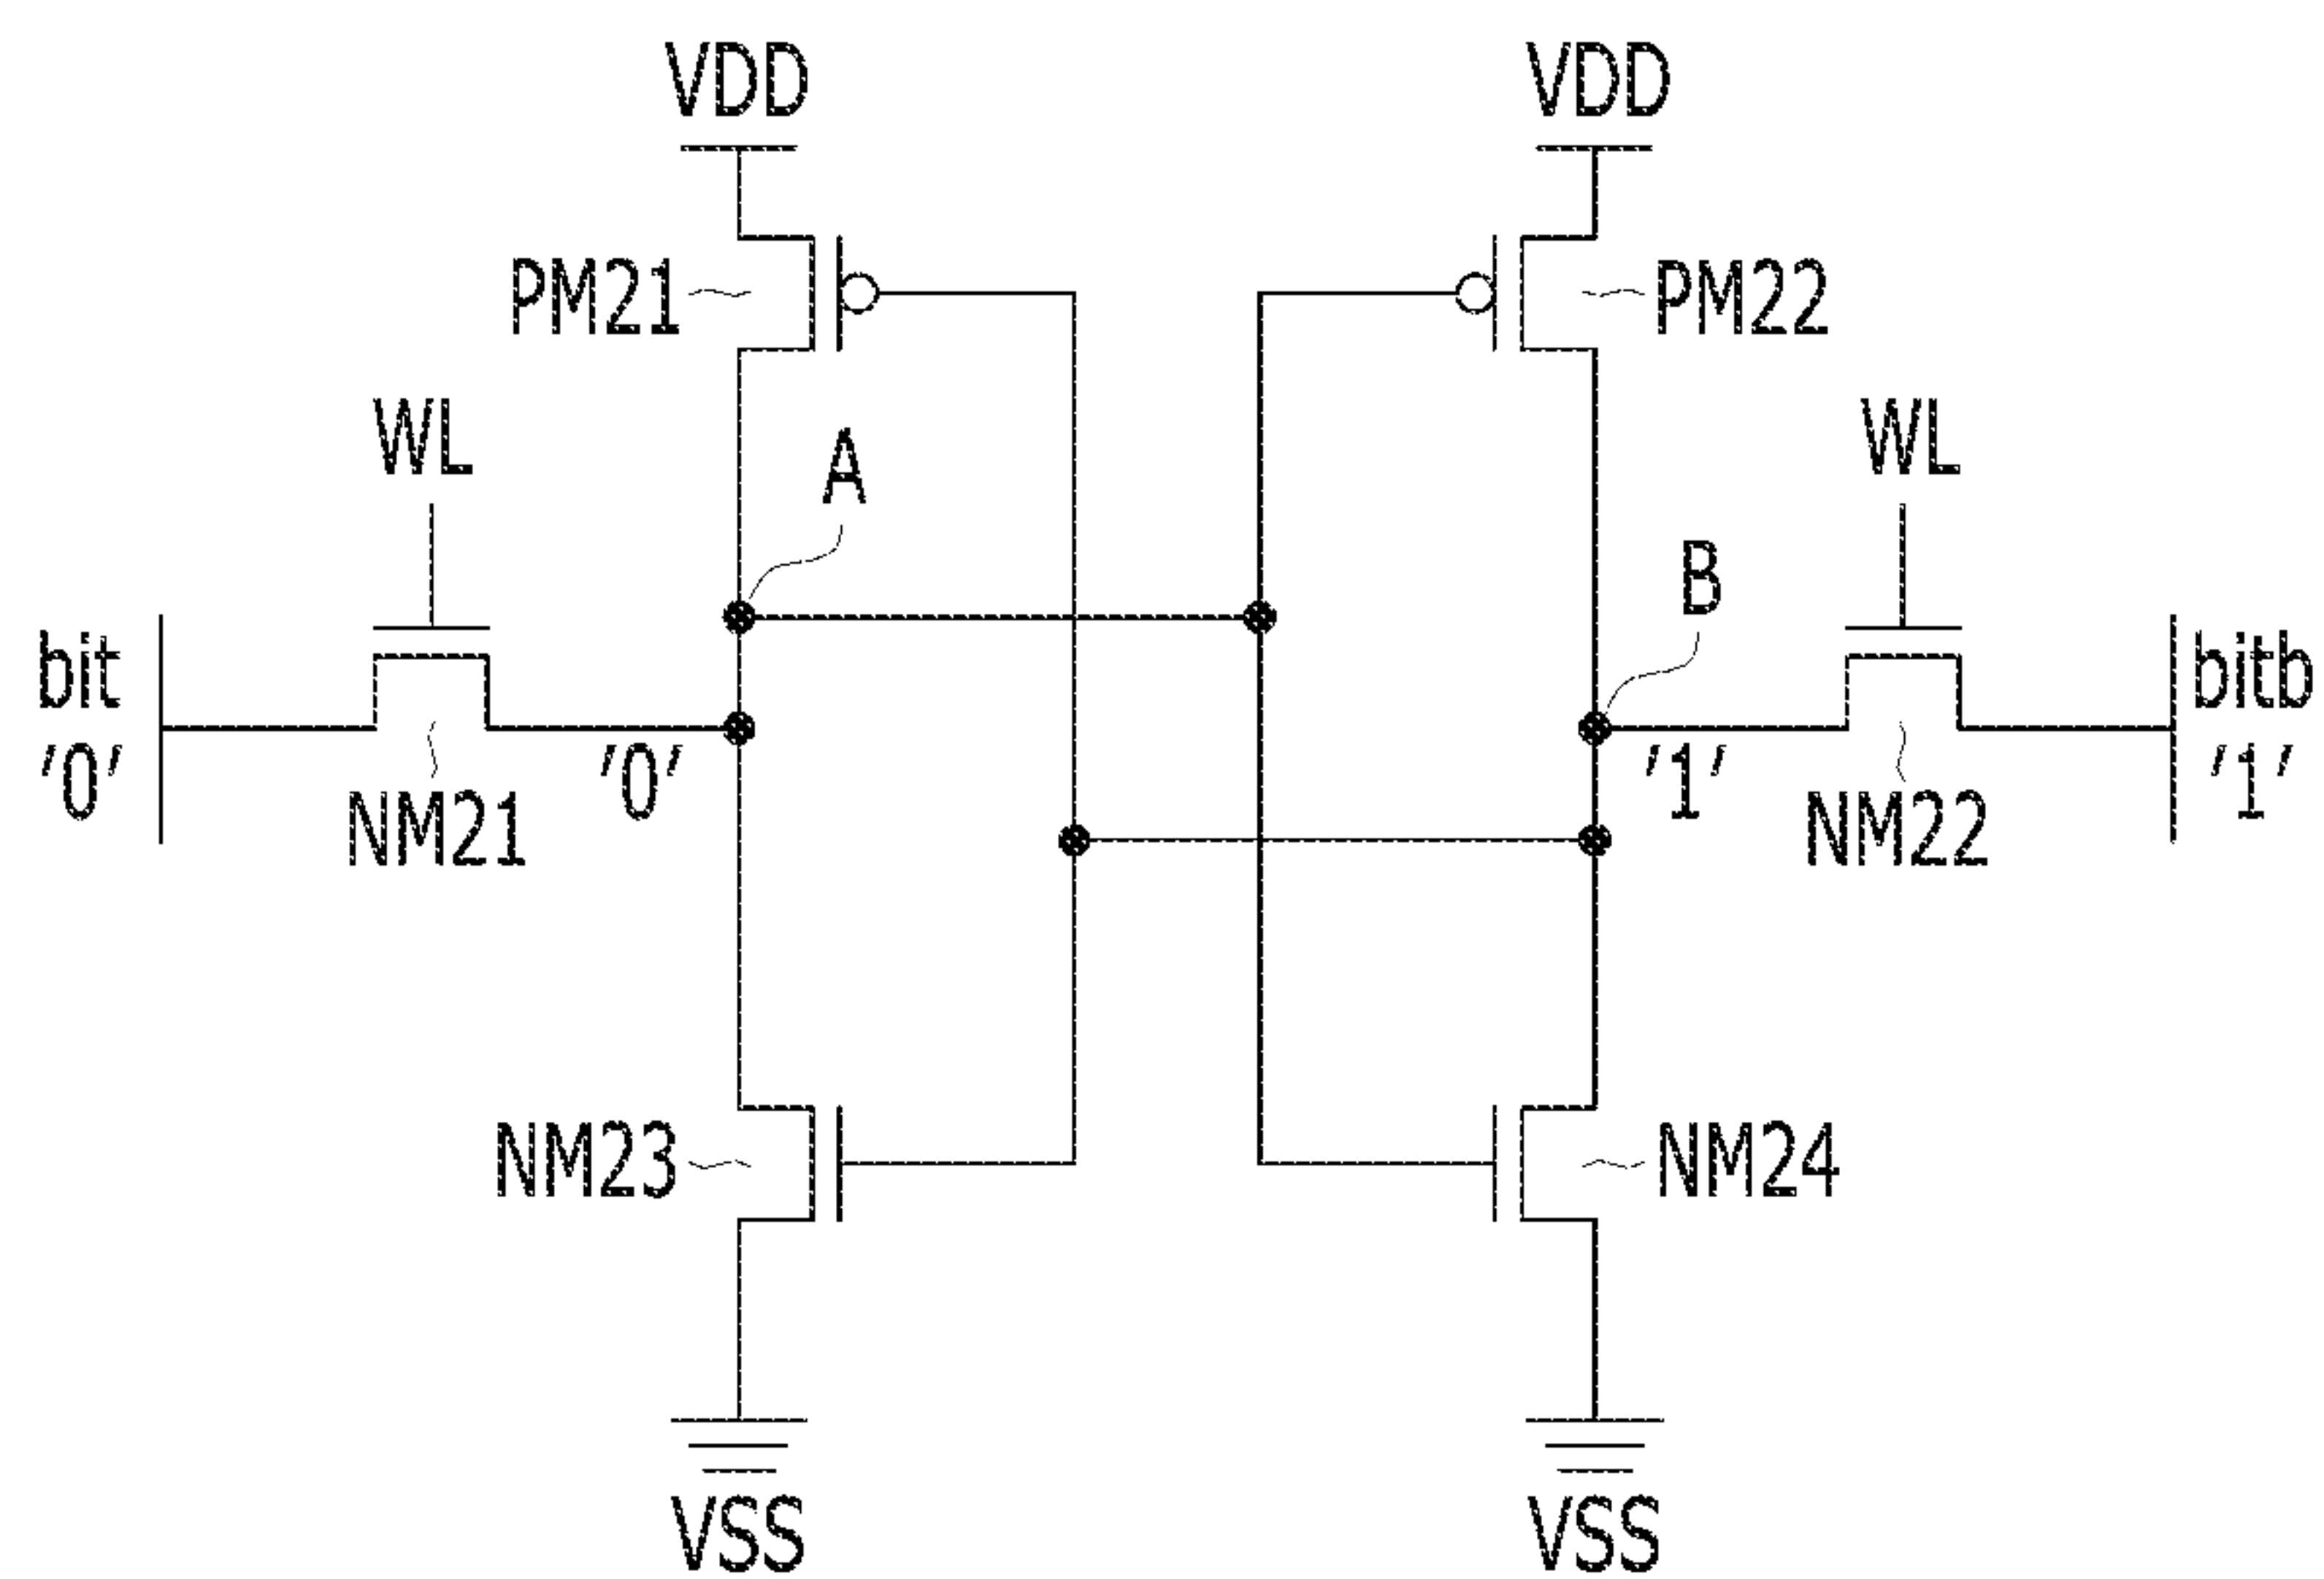 VDD VDD
PM21 PM22
WL A WL
B
bit bitb
'0' '0' '1' '1'
NM21 NM22
NM23 NM24
VSS VSS